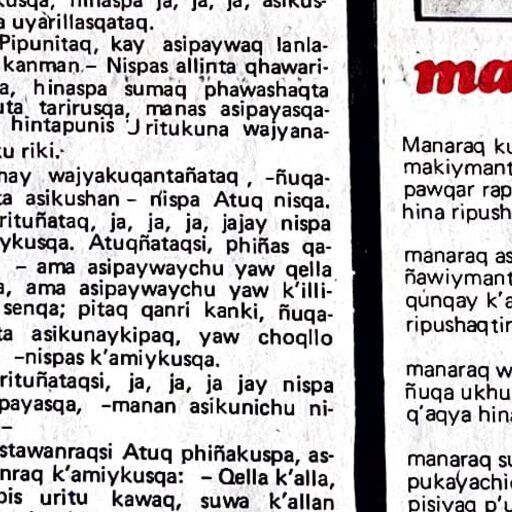 kusqa, hinaspa ja, ja, ja, asikus-
a uyarillasqataq.
Pipunitaq, kay asipaywaq lanla-
kanman.— Nispas allinta qhawari-
a, hinaspa sumaq phawashaqta
uta tarirusqa, manas asipayasqa-
hintapunis Jritukuna wajyana-
ku riki.-
nay wajyakuqantañataq, -ñuqa-
ta asikushan- nispa Atuq nisqa.
rituñataq, ja, ja, ja, jajay nispa
ykusqa. Atuqñataqsi, phiñas qa-
- ama asipaywaychu yaw qella
a, ama asipaywaychu yaw k'illi-
senqa; pitaq qanri kanki, ñuqa-
ta asikunaykipaq, yaw choqllo
-nispas k'amiykusqa.
rituñataqsi, ja, ja, ja jay nispa
payasqa, -manan asikunichu ni-
-
stawanraqsi Atuq phiñakuspa, as-
nraq k'amiykusqa: - Qella k'alla,
pis uritu kawaq, suwa k'allan
ma
Manaraq ku
makiymant
pawqar rap
hina ripush
manaraq as
ñawiymant
qunqay k'a
ripushaqtin
manaraq w
ñuqa ukhu
q'aqya hina
manaraq su
pukayachi
pisiyaq p'u